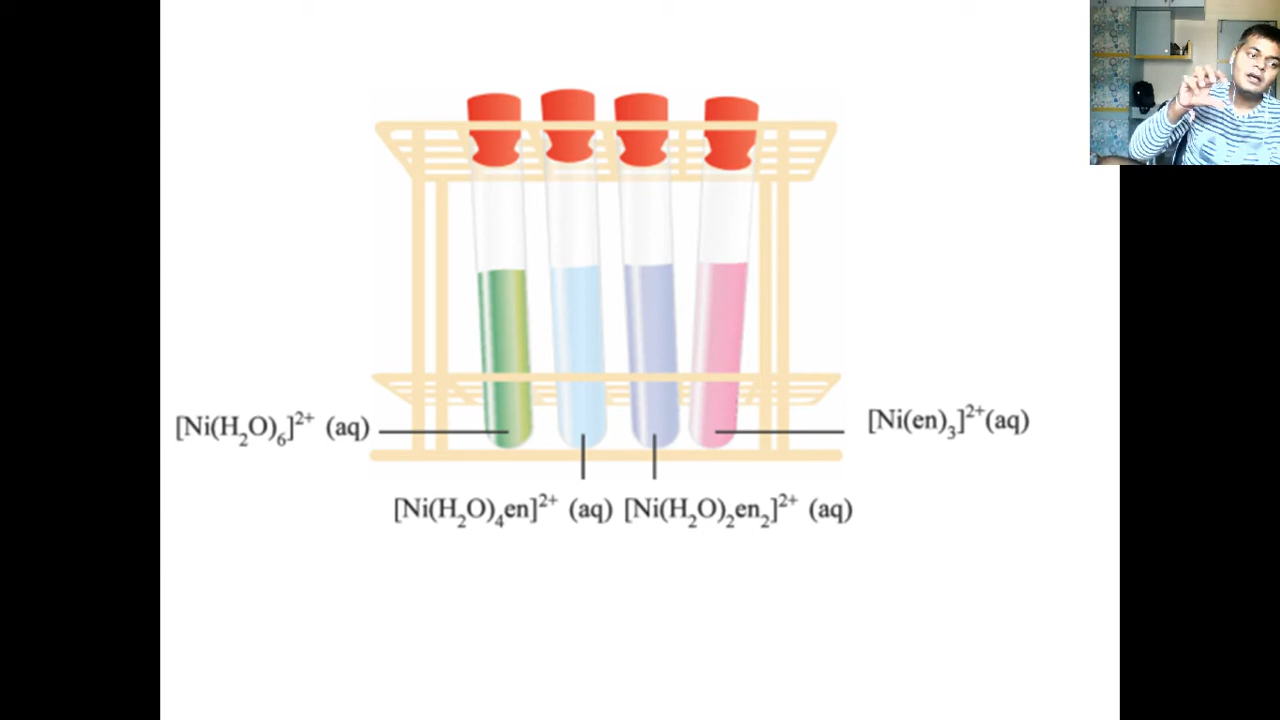 [Ni(H₂O)₆]²⁺ (aq)
[Ni(en)₃]²⁺(aq)
[Ni(H₂O)₄en]²⁺ (aq)
[Ni(H₂O)₂en₂]²⁺ (aq)